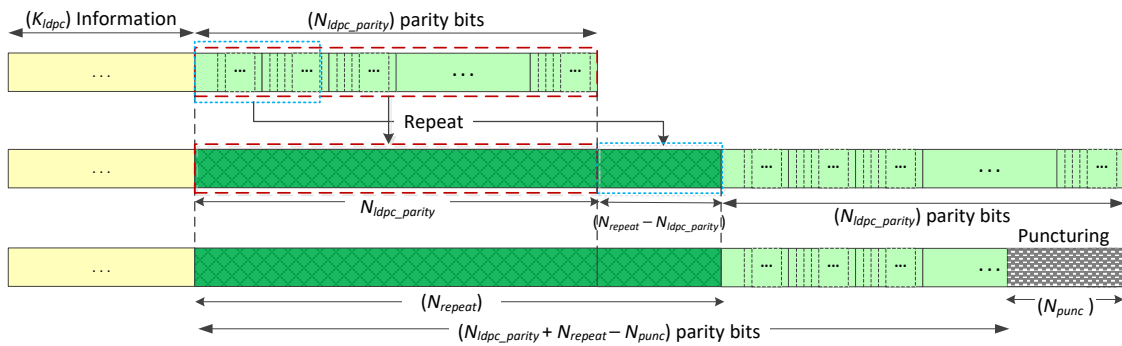 (K_ldpc) Information
(N_ldpc_parity) parity bits
... ... ... ... ... ...
Repeat
... ... ... ... ... ...
N_ldpc_parity
(N_repeat – N_ldpc_parity)
(N_ldpc_parity) parity bits
Puncturing
... ... ... ... ...
(N_repeat)
(N_punc )
(N_ldpc_parity + N_repeat – N_punc) parity bits